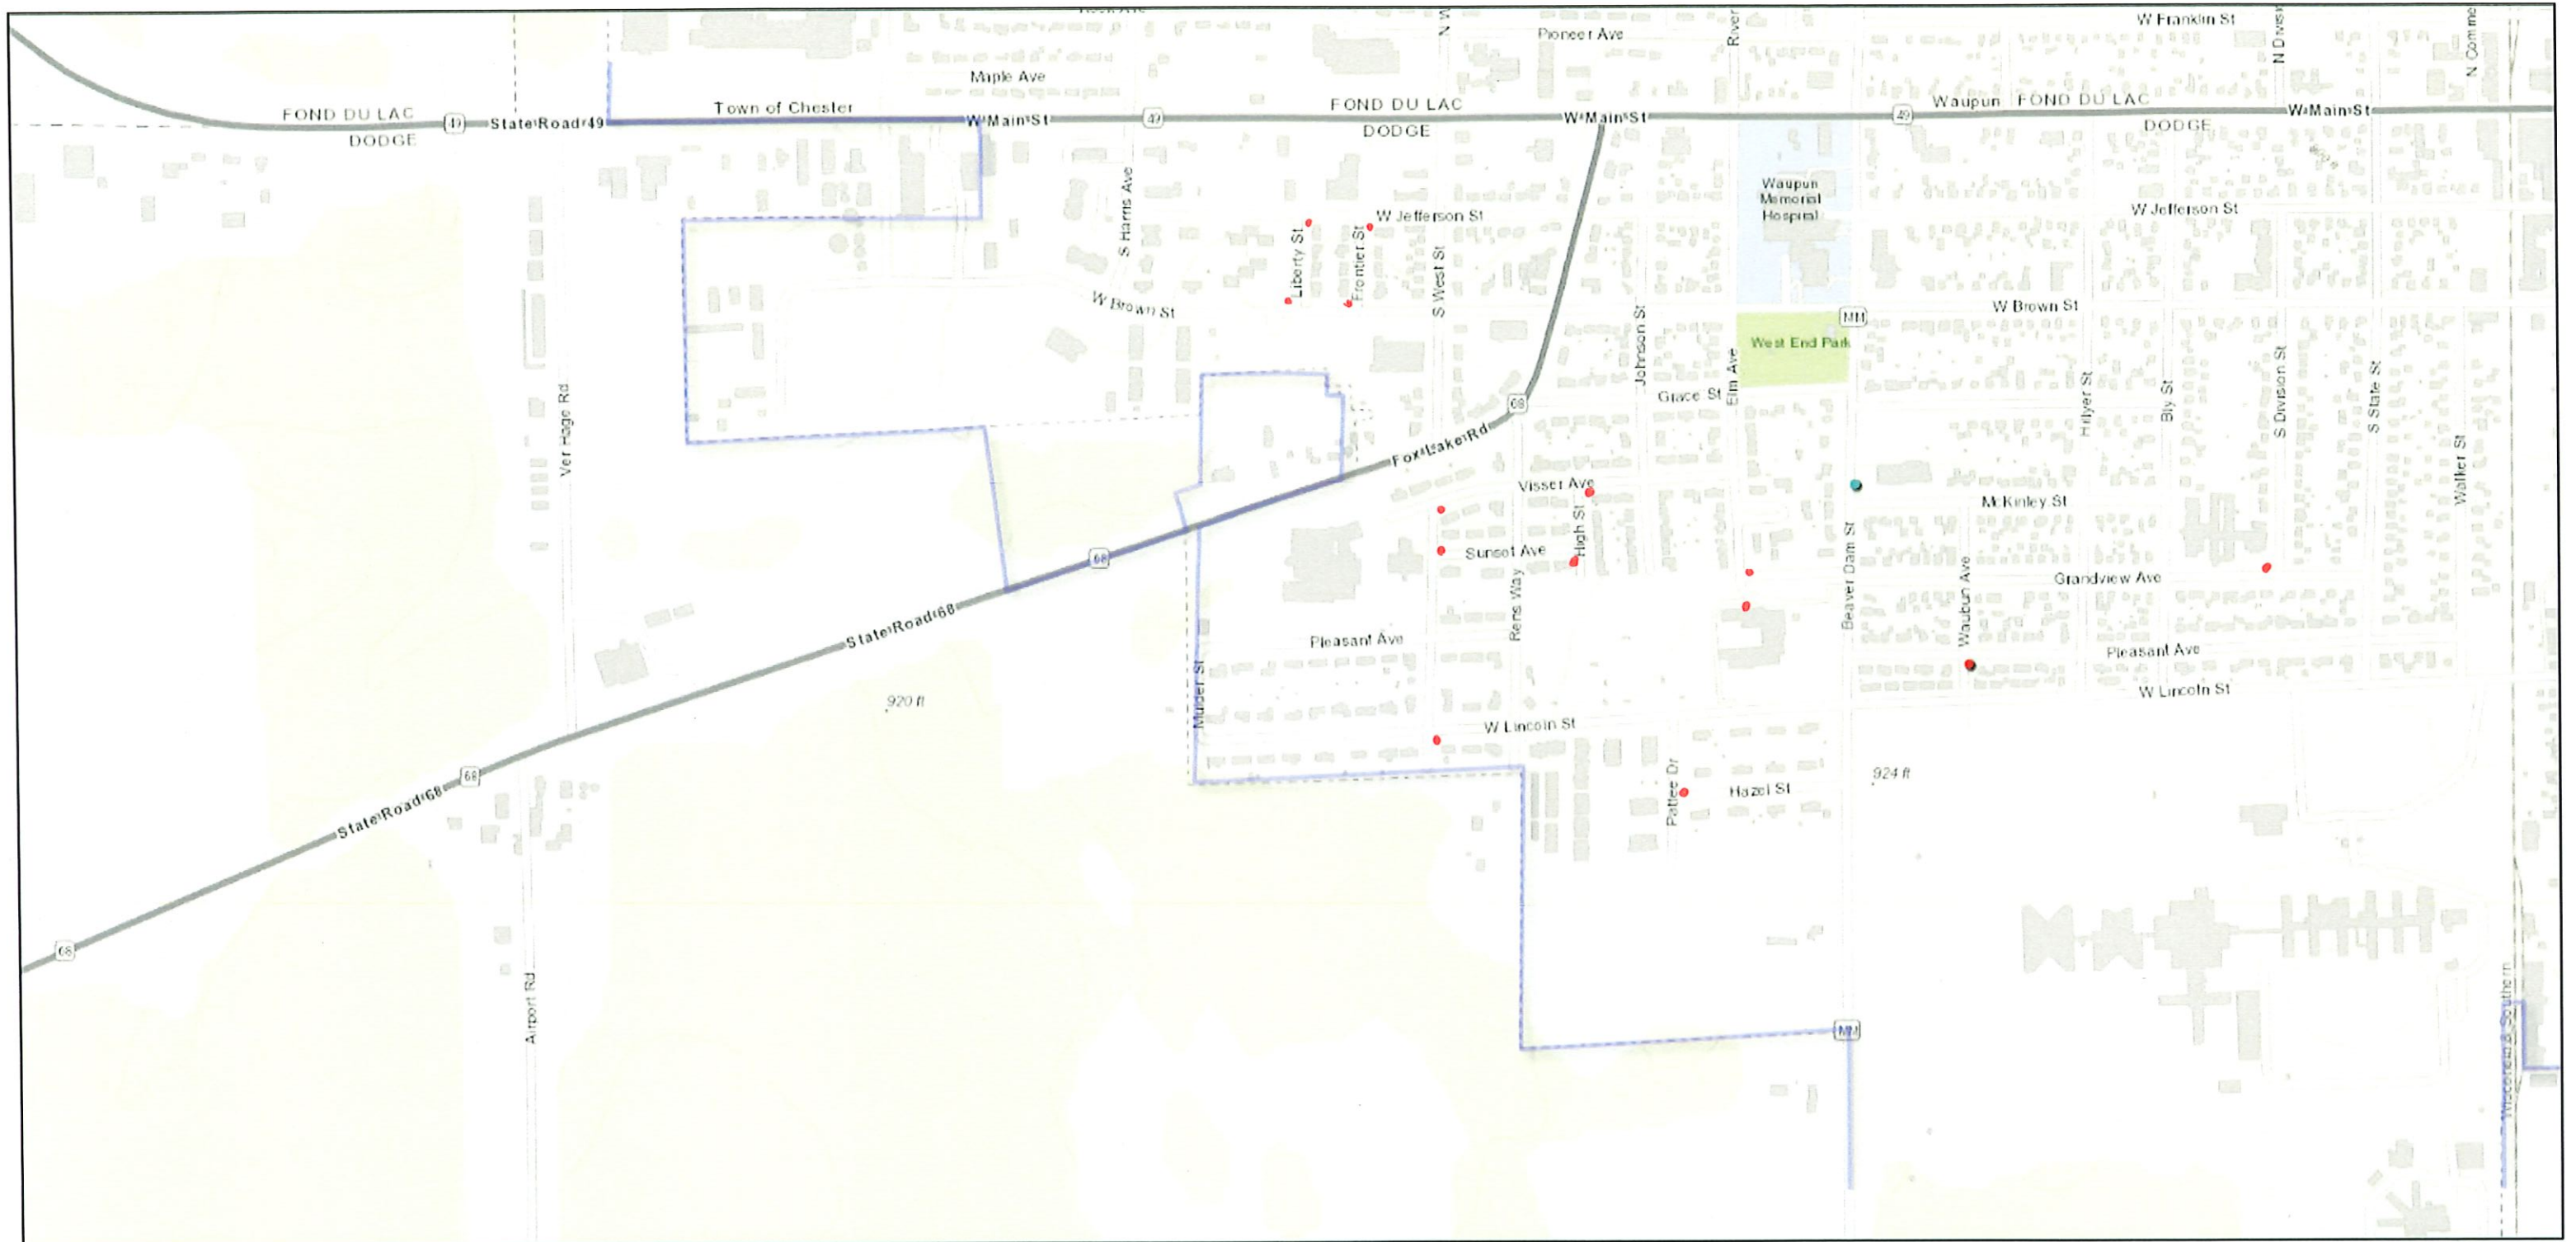 W Franklin St
Pioneer Ave
N W
River
N Divisi
N Comme
Maple Ave
FOND DU LAC
Town of Chester
FOND DU LAC
Waupun
FOND DU LAC
49
State Road 49
W Main St
49
W Main St
49
W Main St
DODGE
DODGE
DODGE
Waupun
Memorial
Hospital
S Harris Ave
W Jefferson St
W Jefferson St
Liberty St
Frontier St
S West St
W Brown St
W Brown St
MM
West End Park
Johnson St
Elm Ave
Grace St
68
Ver Hage Rd
Hillyer St
Bly St
S Division St
S State St
Walker St
Fox Lake Rd
Visser Ave
McKinley St
High St
Sunset Ave
68
Rens Way
Beaver Dam St
Waubun Ave
Grandview Ave
State Road 68
Pleasant Ave
Pleasant Ave
Mulder St
920 ft
W Lincoln St
W Lincoln St
68
State Road 68
Pattee Dr
Hazel St
924 ft
68
Airport Rd
MM
Wisconsin & Southern